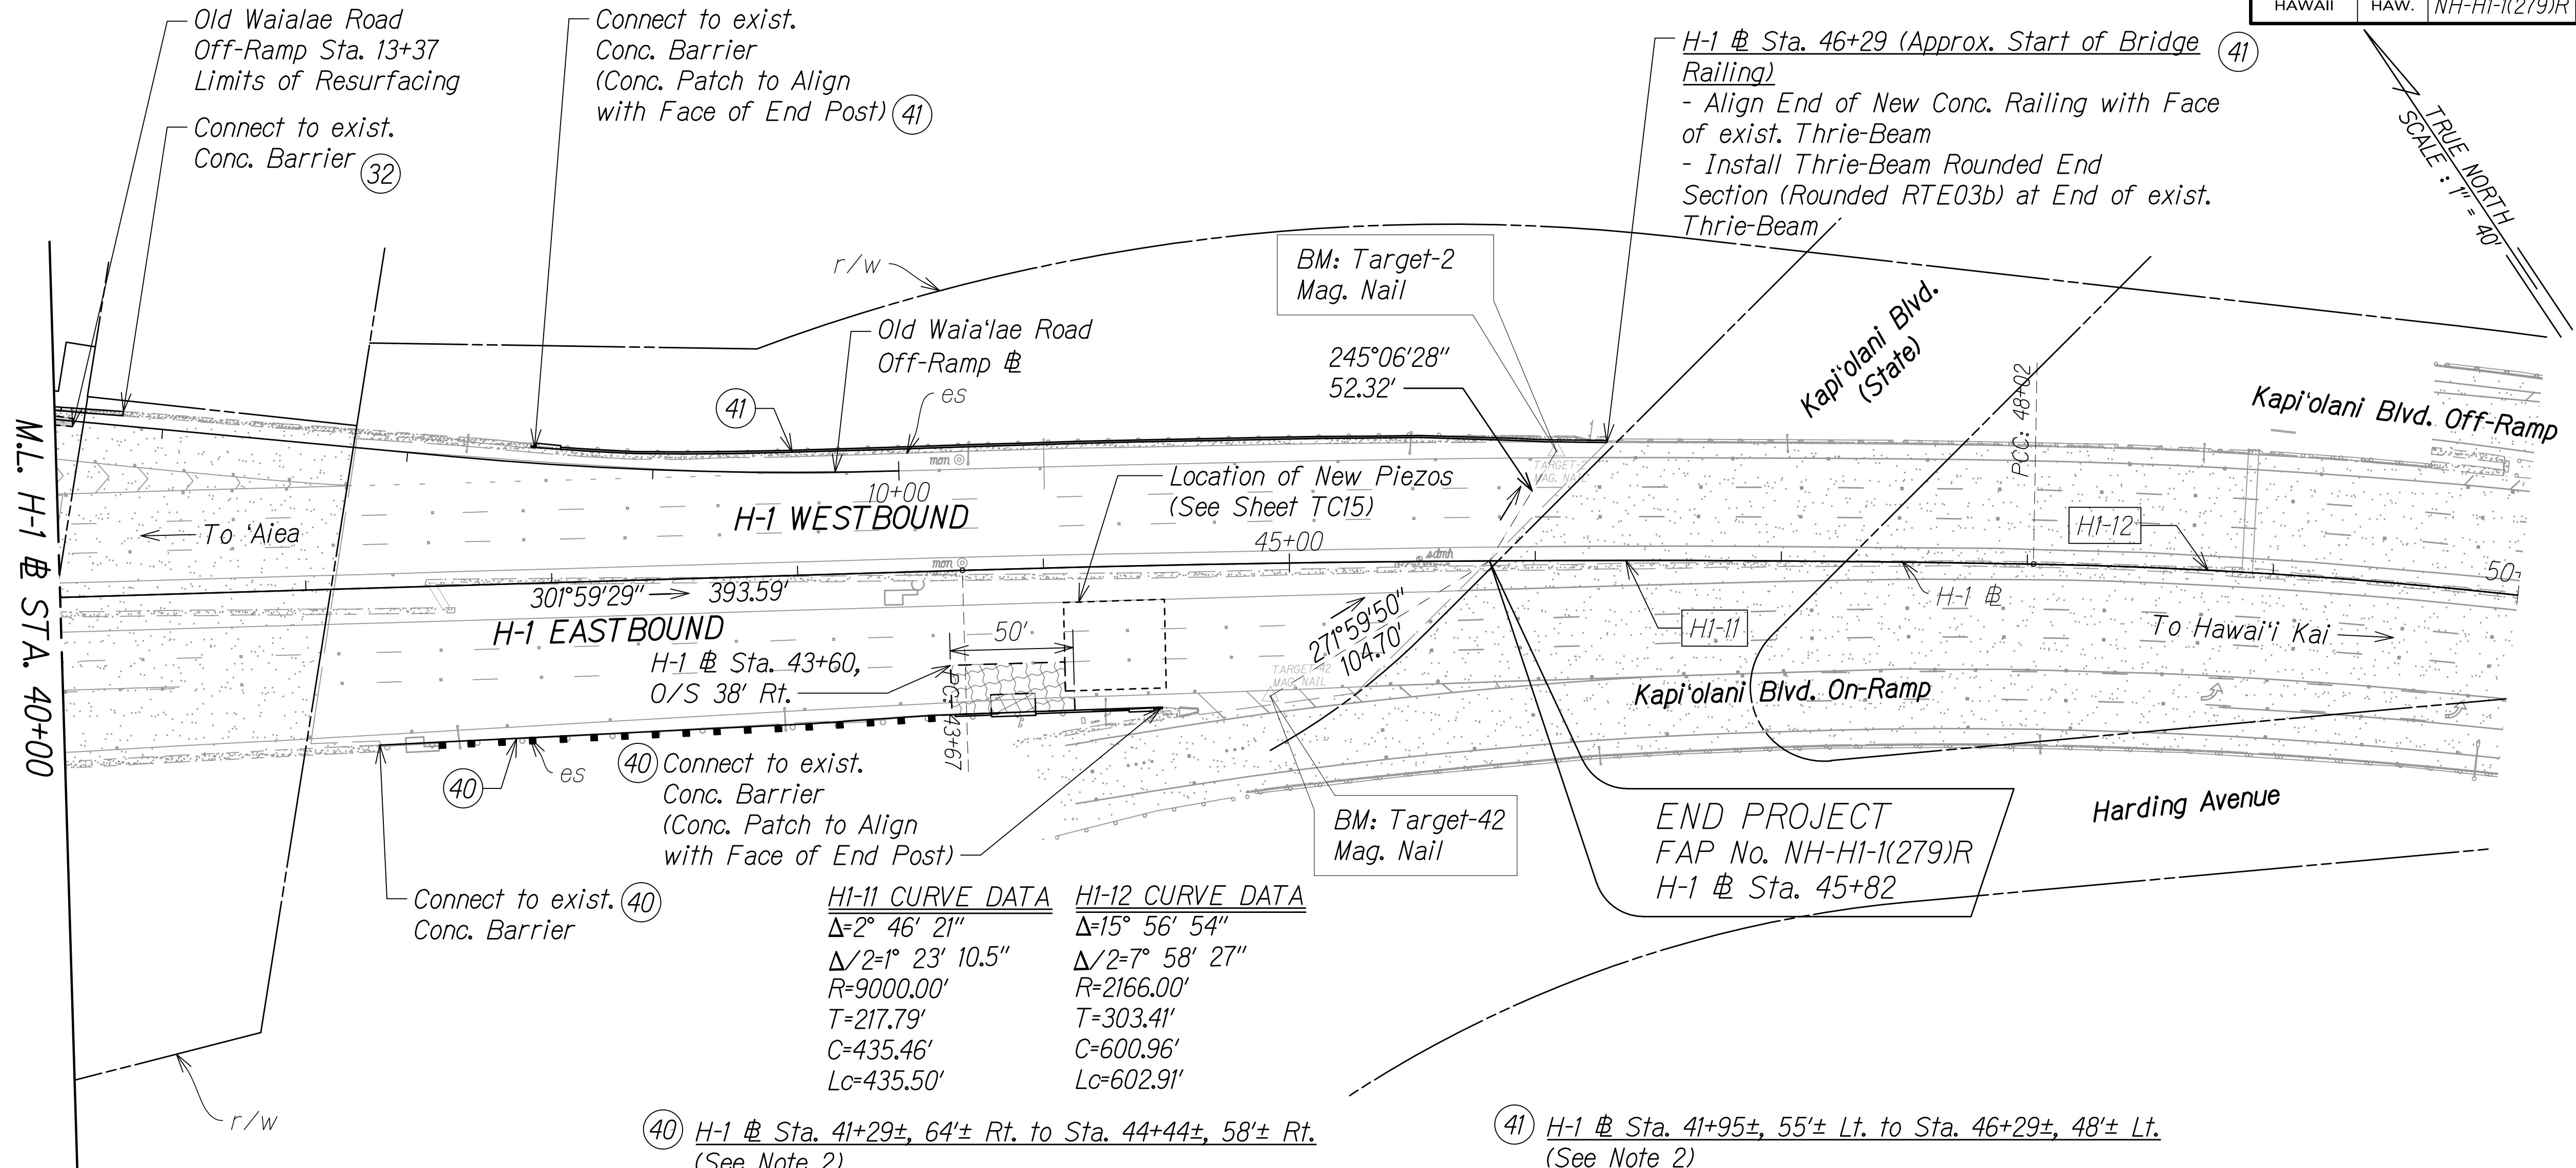 HAWAII HAW. NH-H1-1(279)R
Old Waialae Road
Off-Ramp Sta. 13+37
Limits of Resurfacing
Connect to exist.
Conc. Barrier
32
Connect to exist.
Conc. Barrier
(Conc. Patch to Align
with Face of End Post) 41
H-1 ℄ Sta. 46+29 (Approx. Start of Bridge 41
Railing)
- Align End of New Conc. Railing with Face
of exist. Thrie-Beam
- Install Thrie-Beam Rounded End
Section (Rounded RTE03b) at End of exist.
Thrie-Beam
TRUE NORTH
SCALE : 1" = 40'
r/w
BM: Target-2
Mag. Nail
Old Waia‘lae Road
Off-Ramp ℄
es
41
245°06'28"
52.32'
Kapi‘olani Blvd.
(State)
PCC: 48+02
Kapi‘olani Blvd. Off-Ramp
mon
10+00
Location of New Piezos
(See Sheet TC15)
TARGET-2
MAG. NAIL
H-1 WESTBOUND
To ‘Aiea
45+00
mon
sdmh
H1-12
50+
M.L. H-1 ℄ STA. 40+00
301°59'29" 393.59'
H-1 EASTBOUND
50'
H-1 ℄ Sta. 43+60,
O/S 38' Rt.
PC: 43+67
271°59'50"
104.70'
H1-11
H-1 ℄
To Hawai‘i Kai
TARGET-42
MAG. NAIL
Kapi‘olani Blvd. On-Ramp
40
es
40 Connect to exist.
Conc. Barrier
(Conc. Patch to Align
with Face of End Post)
BM: Target-42
Mag. Nail
END PROJECT
FAP No. NH-H1-1(279)R
H-1 ℄ Sta. 45+82
Harding Avenue
Connect to exist. 40
Conc. Barrier
H1-11 CURVE DATA
Δ=2° 46' 21"
Δ/2=1° 23' 10.5"
R=9000.00'
T=217.79'
C=435.46'
Lc=435.50'
H1-12 CURVE DATA
Δ=15° 56' 54"
Δ/2=7° 58' 27"
R=2166.00'
T=303.41'
C=600.96'
Lc=602.91'
r/w
40 H-1 ℄ Sta. 41+29±, 64'± Rt. to Sta. 44+44±, 58'± Rt.
(See Note 2)
41 H-1 ℄ Sta. 41+95±, 55'± Lt. to Sta. 46+29±, 48'± Lt.
(See Note 2)